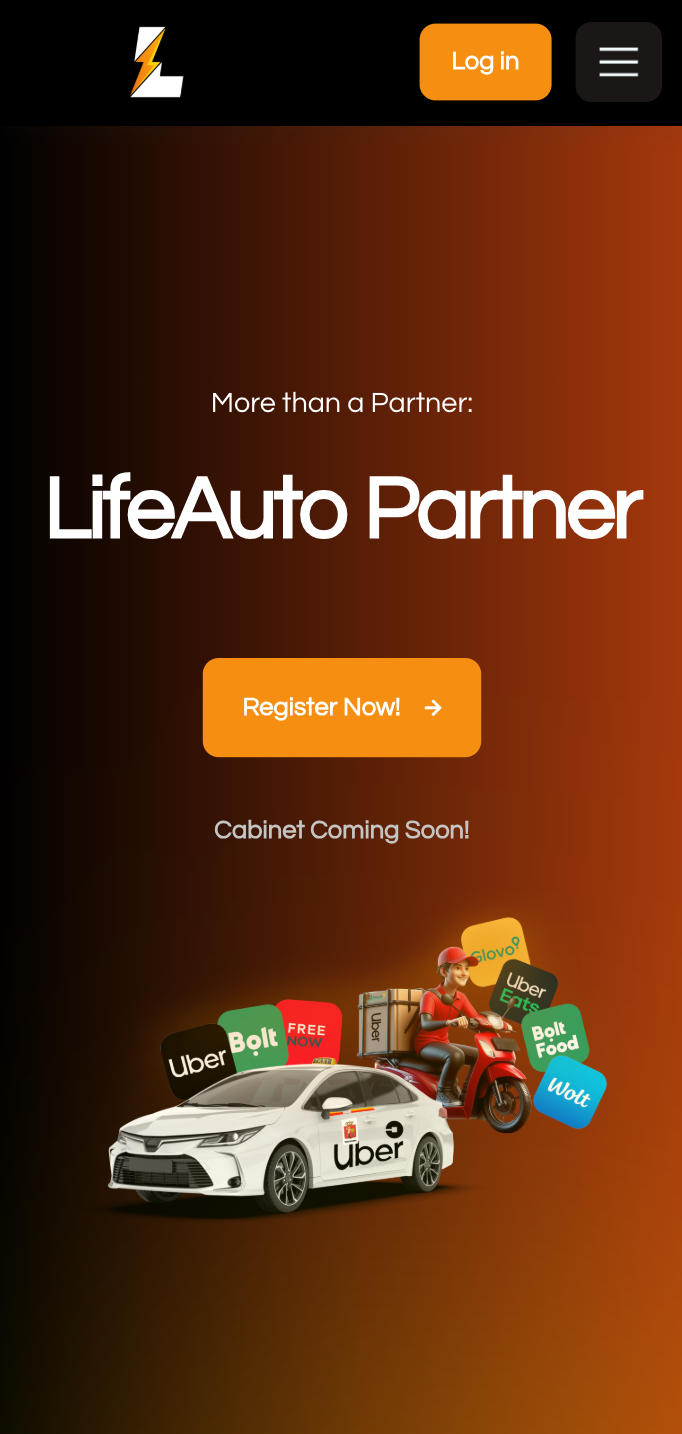 Log in
More than a Partner:
LifeAuto Partner
Register Now!
Cabinet Coming Soon!
Glovo
Uber
Eats
Bolt
Food
Wolt
Uber
Bolt
FREE
NOW
Uber
Uber